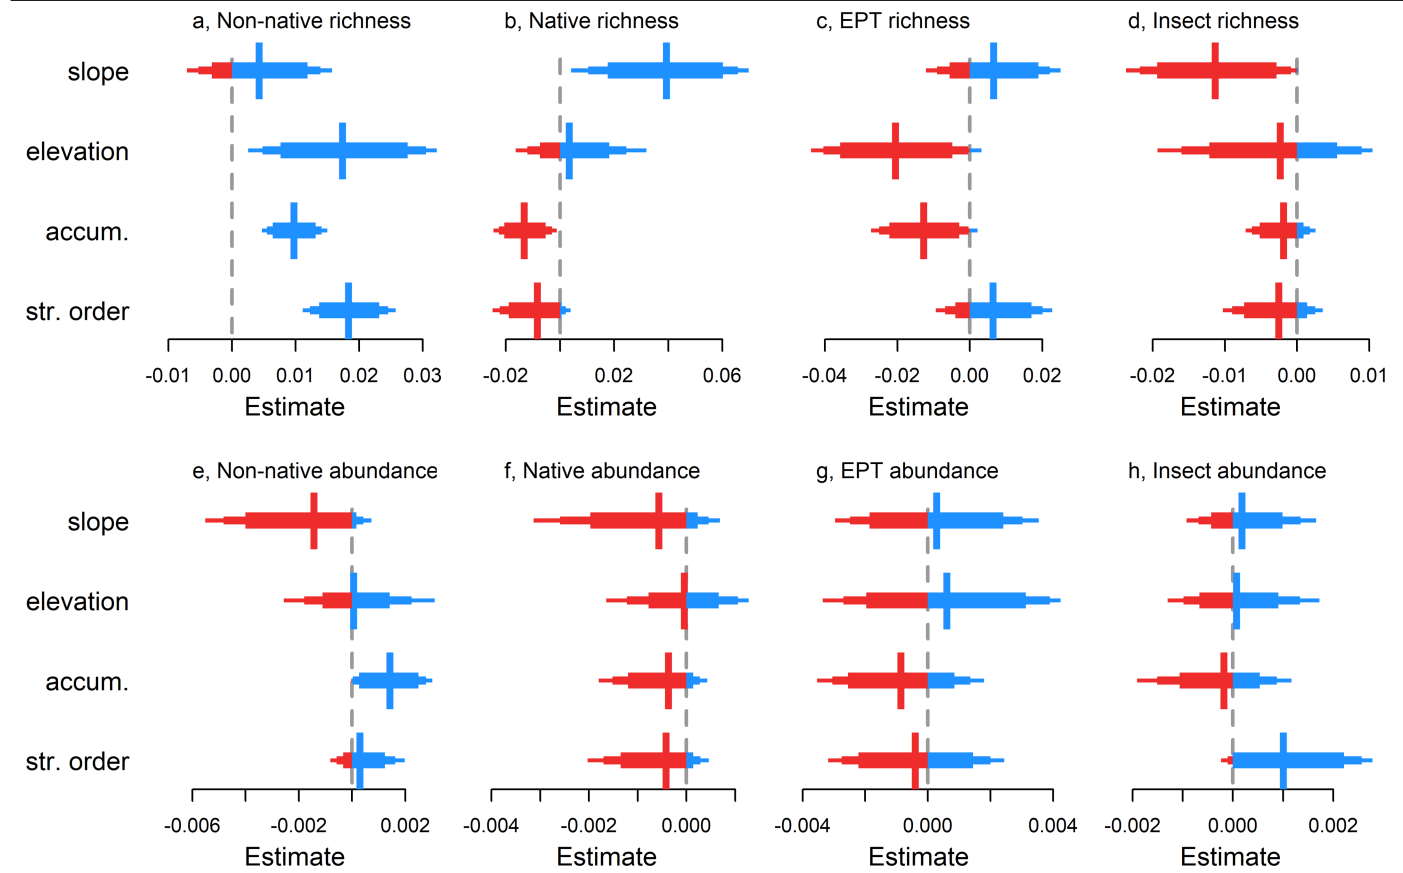 a, Non-native richness b, Native richness c, EPT richness d, Insect richness
slope
elevation
accum.
str. order
-0.01 0.00 0.01 0.02 0.03 -0.02 0.02 0.06 -0.04 -0.02 0.00 0.02 -0.02 -0.01 0.00 0.01
Estimate Estimate Estimate Estimate
e, Non-native abundance f, Native abundance g, EPT abundance h, Insect abundance
slope
elevation
accum.
str. order
-0.006 -0.002 0.002 -0.004 -0.002 0.000 -0.004 0.000 0.004 -0.002 0.000 0.002
Estimate Estimate Estimate Estimate